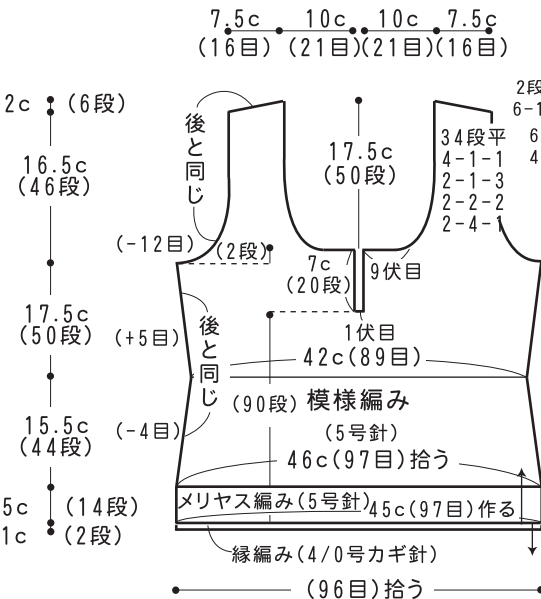 7.5c 10c 10c 7.5c
(16目) (21目)(21目)(16目)
2c (6段)
2段
6-1
6
4
後と同じ
17.5c
(50段)
34段平
4-1-1
2-1-3
2-2-2
2-4-1
16.5c
(46段)
(-12目) (2段)
7c
(20段)
9伏目
17.5c
(50段)
(+5目)
後と同じ
1伏目
42c(89目)
(90段) 模様編み
(5号針)
15.5c
(44段)
(-4目)
46c(97目)拾う
5c (14段)
メリヤス編み(5号針) 45c(97目)作る
1c (2段)
縁編み(4/0号カギ針)
(96目)拾う